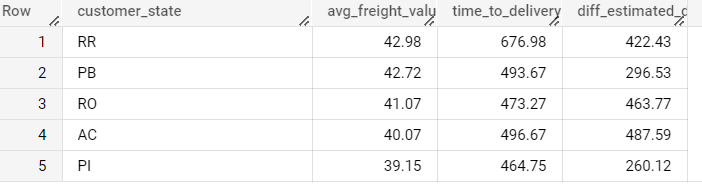 Row customer_state avg_freight_valu time_to_delivery diff_estimated_d
1 RR 42.98 676.98 422.43
2 PB 42.72 493.67 296.53
3 RO 41.07 473.27 463.77
4 AC 40.07 496.67 487.59
5 PI 39.15 464.75 260.12